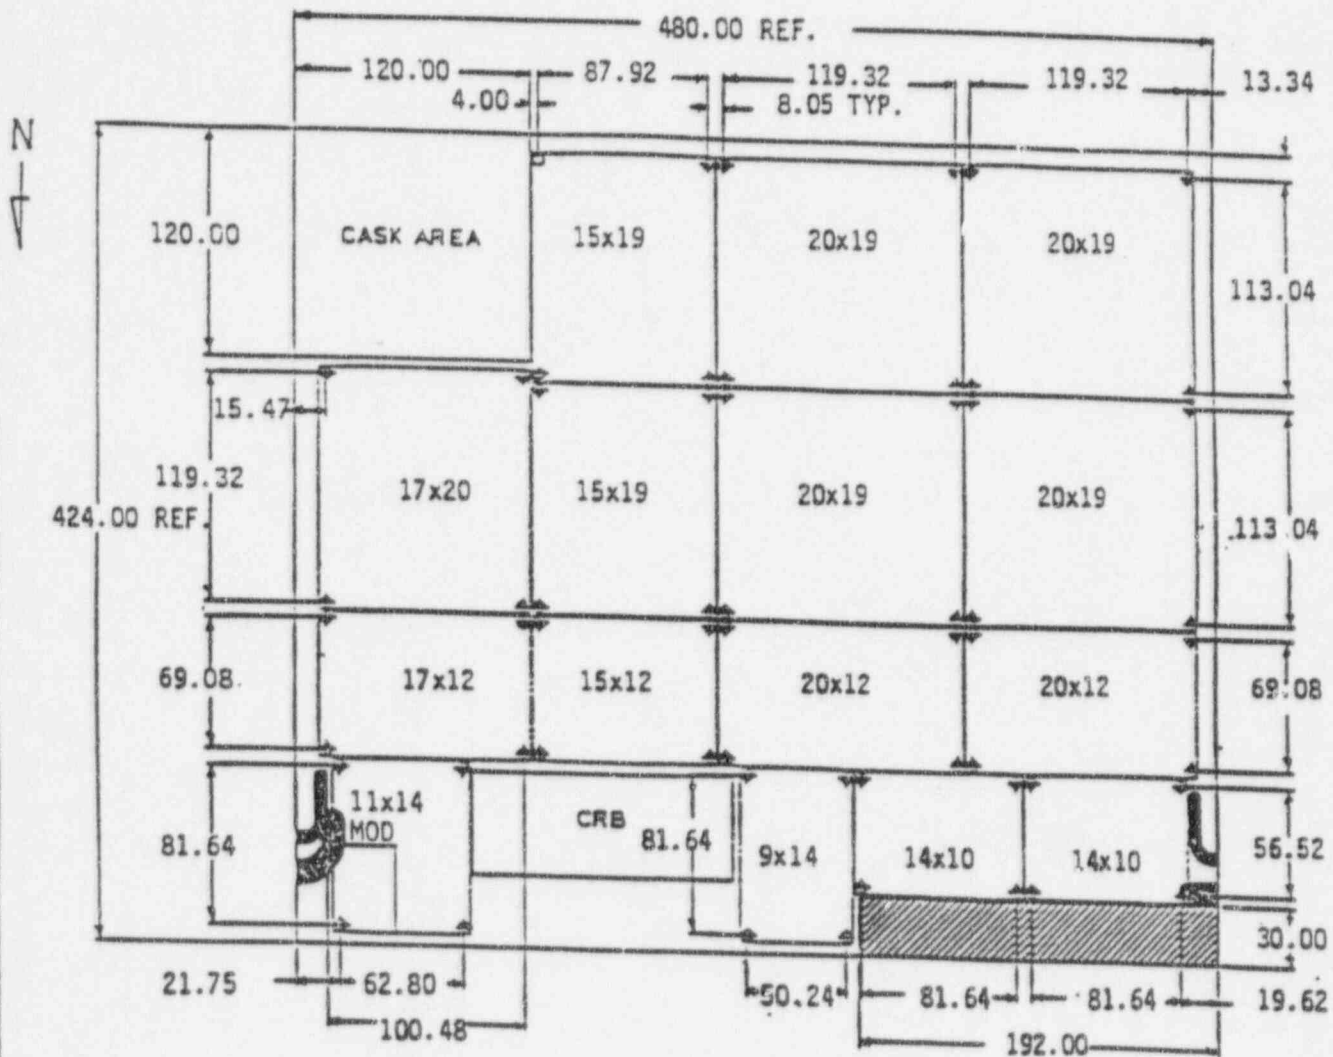 480.00 REF.
120.00 87.92 119.32 119.32 13.34
4.00 8.05 TYP.
N
120.00 CASK AREA 15x19 20x19 20x19
113.04
15.47
119.32 17x20 15x19 20x19 20x19
424.00 REF. 113.04
69.08 17x12 15x12 20x12 20x12 69.08
11x14
MOD
CRB
81.64 81.64 9x14 14x10 14x10 56.52
30.00
21.75 62.80 50.24 81.64 81.64 19.62
100.48 192.00